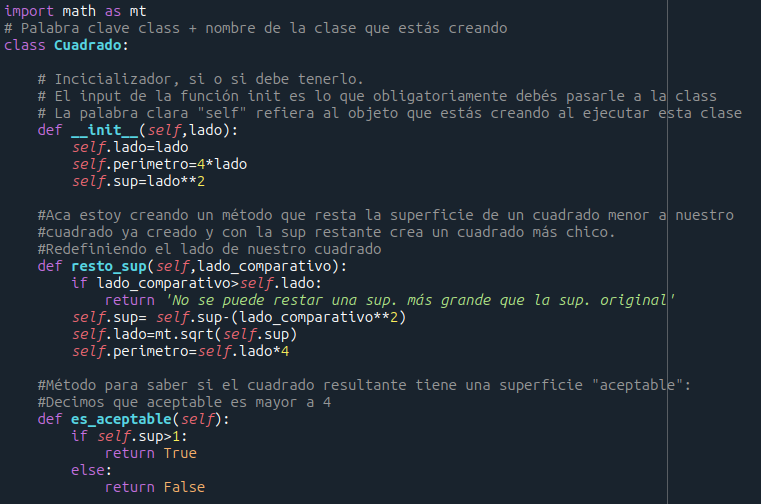 import math as mt
# Palabra clave class + nombre de la clase que estás creando
class Cuadrado:
# Incicializador, si o si debe tenerlo.
# El input de la función init es lo que obligatoriamente debés pasarle a la class
# La palabra clara "self" refiera al objeto que estás creando al ejecutar esta clase
def __init__(self,lado):
self.lado=lado
self.perimetro=4*lado
self.sup=lado**2
#Aca estoy creando un método que resta la superficie de un cuadrado menor a nuestro
#cuadrado ya creado y con la sup restante crea un cuadrado más chico.
#Redefiniendo el lado de nuestro cuadrado
def resto_sup(self,lado_comparativo):
if lado_comparativo>self.lado:
return 'No se puede restar una sup. más grande que la sup. original'
self.sup= self.sup-(lado_comparativo**2)
self.lado=mt.sqrt(self.sup)
self.perimetro=self.lado*4
#Método para saber si el cuadrado resultante tiene una superficie "aceptable":
#Decimos que aceptable es mayor a 4
def es_aceptable(self):
if self.sup>1:
return True
else:
return False